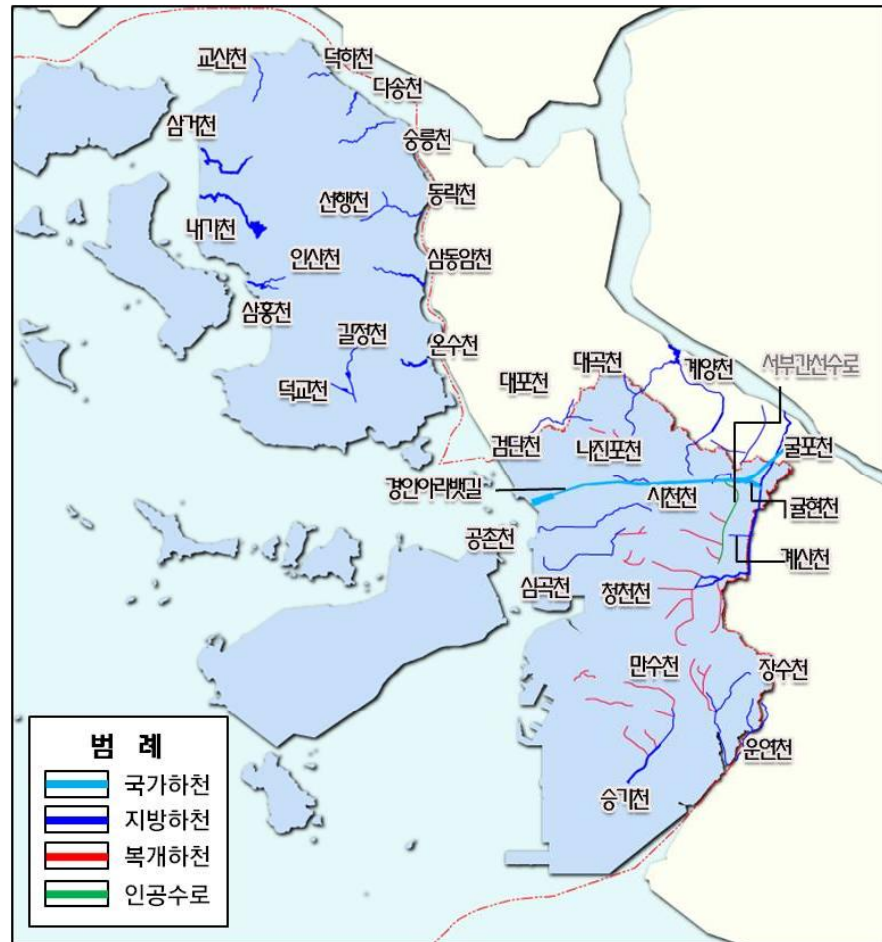 교산천
덕하천
다송천
삼거천
숭릉천
선행천
동락천
내가천
인산천
삼동암천
삼흥천
길정천
온수천
덕교천
대포천
대곡천
계양천
서부간선수로
검단천
나진포천
굴포천
경인아라뱃길
시천천
귤현천
공촌천
계산천
심곡천
청천천
만수천
장수천
운연천
승기천
범 례
국가하천
지방하천
복개하천
인공수로